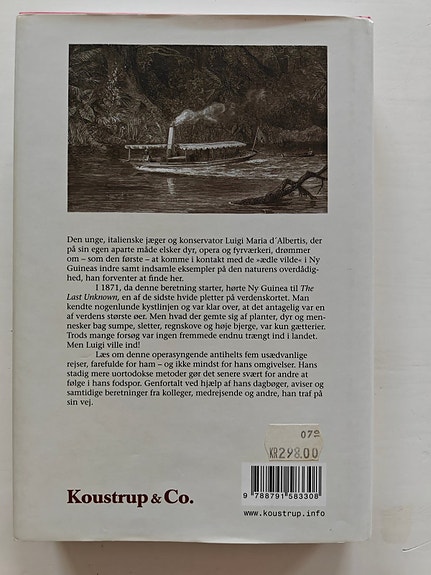 Den unge, italienske jæger og konservator Luigi Maria d´Albertis, der
på sin egen aparte måde elsker dyr, opera og fyrværkeri, drømmer
om – som den første – at komme i kontakt med de »ædle vilde« i Ny
Guineas indre samt indsamle eksempler på den naturens overdådig-
hed, han forventer at finde her.
I 1871, da denne beretning starter, hørte Ny Guinea til The
Last Unknown, en af de sidste hvide pletter på verdenskortet. Man
kendte nogenlunde kystlinjen og var klar over, at det antagelig var en
af verdens største øer. Men hvad der gemte sig af planter, dyr og men-
nesker bag sumpe, sletter, regnskove og høje bjerge, var kun gætterier.
Trods mange forsøg var ingen fremmede endnu trængt ind i landet.
Men Luigi ville ind!
Læs om denne operasyngende antihelts fem usædvanlige
rejser, farefulde for ham – og ikke mindst for hans omgivelser. Hans
stadig mere uortodokse metoder gør det senere svært for andre at
følge i hans fodspor. Genfortalt ved hjælp af hans dagbøger, aviser og
samtidige beretninger fra kolleger, medrejsende og andre, han traf på
sin vej.
07ª
KR298.00
Koustrup & Co.
9 788791 583308
www.koustrup.info